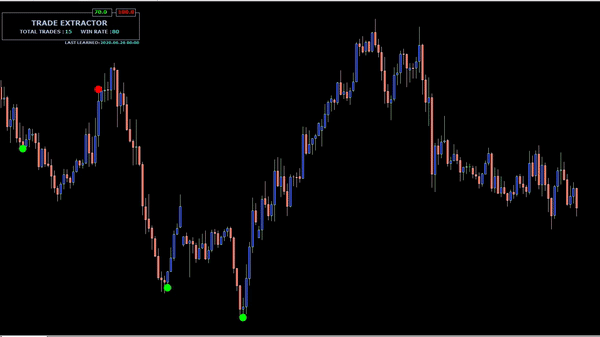 70.0 100.0
TRADE EXTRACTOR
TOTAL TRADES :15 WIN RATE :80
LAST LEARNED:2020.06.26 00:00